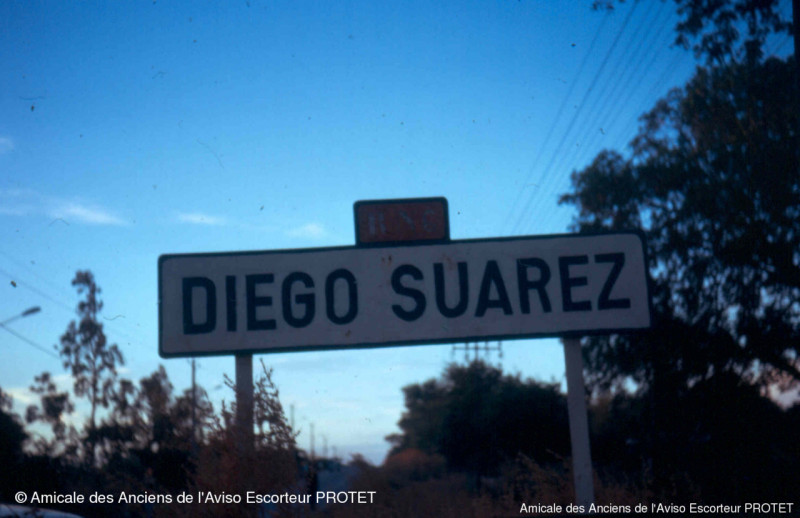 DIEGO SUAREZ
© Amicale des Anciens de l'Aviso Escorteur PROTET
Amicale des Anciens de l'Aviso Escorteur PROTET